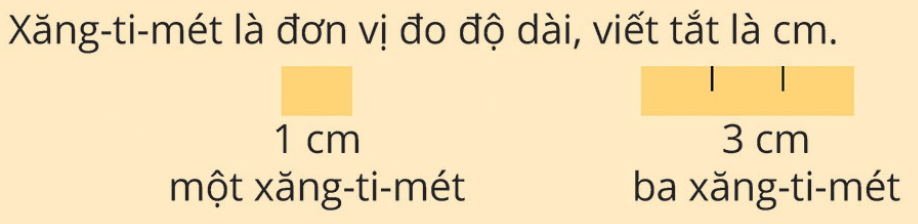 Xăng-ti-mét là đơn vị đo độ dài, viết tắt là cm.
1 cm
một xăng-ti-mét
3 cm
ba xăng-ti-mét